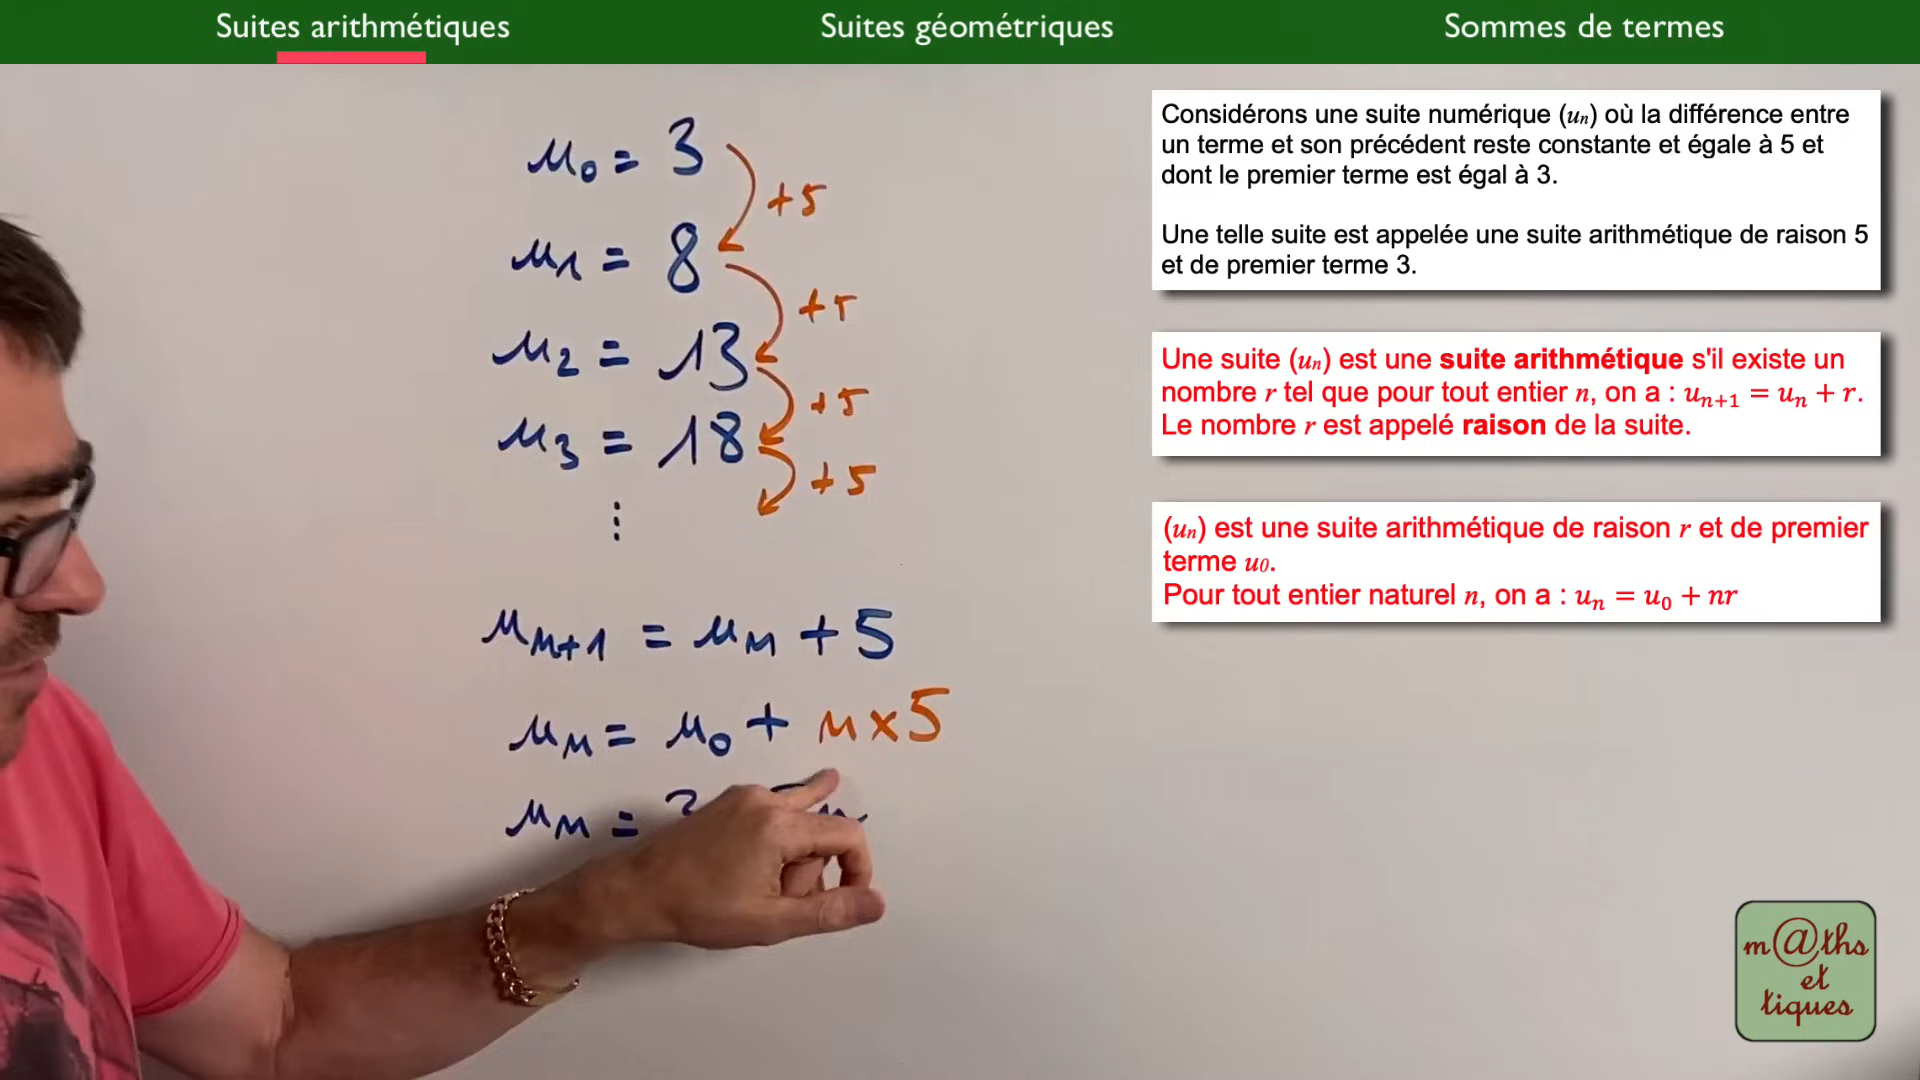 Suites arithmétiques
Suites géométriques
Sommes de termes
u₀ = 3
+5
u₁ = 8
+5
u₂ = 13
+5
u₃ = 18
+5
⋮
uₙ₊₁ = uₙ + 5
uₙ = u₀ + n×5
uₙ = 3
Considérons une suite numérique (uₙ) où la différence entre
un terme et son précédent reste constante et égale à 5 et
dont le premier terme est égal à 3.
Une telle suite est appelée une suite arithmétique de raison 5
et de premier terme 3.
Une suite (uₙ) est une suite arithmétique s'il existe un
nombre r tel que pour tout entier n, on a : uₙ₊₁ = uₙ + r.
Le nombre r est appelé raison de la suite.
(uₙ) est une suite arithmétique de raison r et de premier
terme u₀.
Pour tout entier naturel n, on a : uₙ = u₀ + nr
m@ths
et
tiques